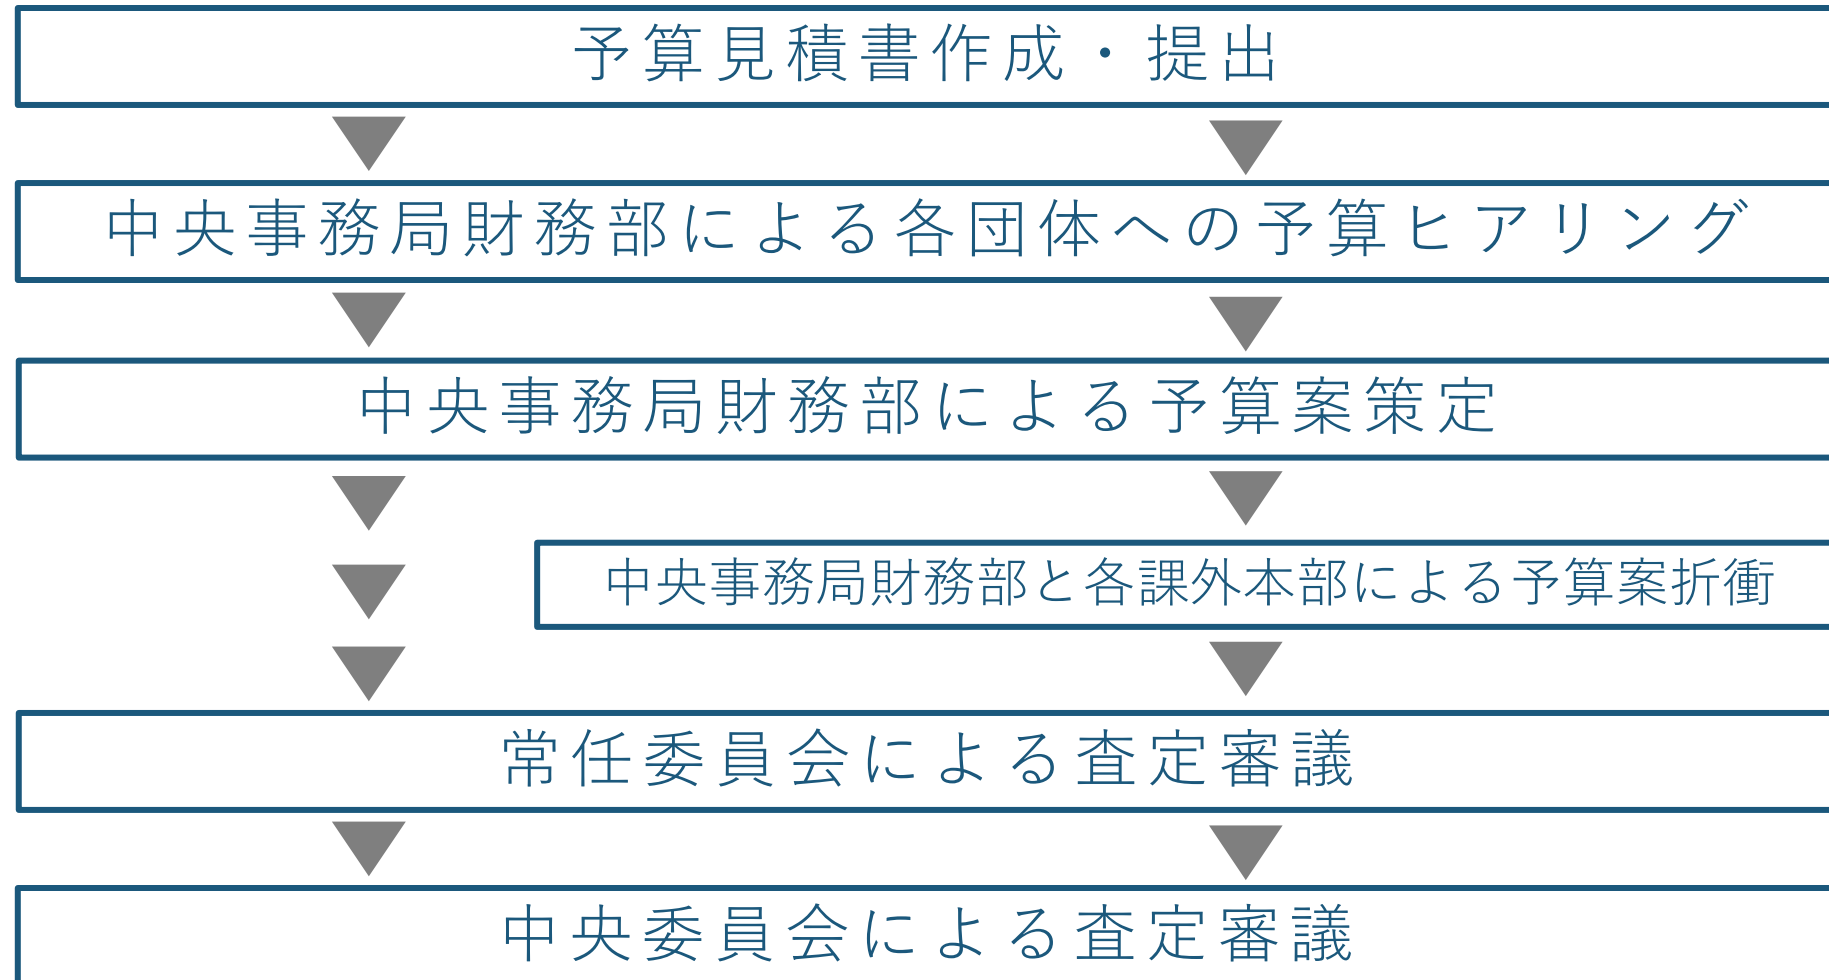 予算見積書作成・提出
中央事務局財務部による各団体への予算ヒアリング
中央事務局財務部による予算案策定
中央事務局財務部と各課外本部による予算案折衝
常任委員会による査定審議
中央委員会による査定審議